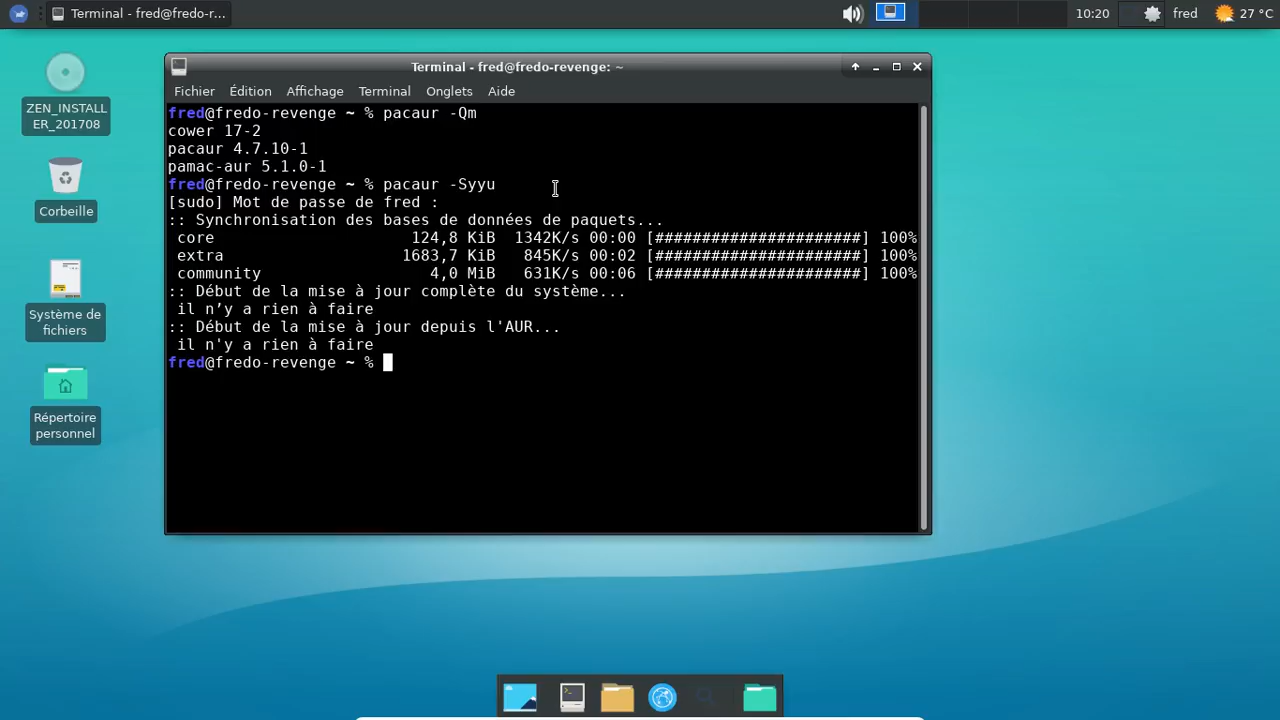 Terminal - fred@fredo-r...
10:20
fred
27 °C
ZEN_INSTALL
ER_201708
Corbeille
Système de
fichiers
Répertoire
personnel
Terminal - fred@fredo-revenge: ~
Fichier Édition Affichage Terminal Onglets Aide
fred@fredo-revenge ~ % pacaur -Qm
cower 17-2
pacaur 4.7.10-1
pamac-aur 5.1.0-1
fred@fredo-revenge ~ % pacaur -Syyu
[sudo] Mot de passe de fred :
:: Synchronisation des bases de données de paquets...
core 124,8 KiB 1342K/s 00:00 [######################] 100%
extra 1683,7 KiB 845K/s 00:02 [######################] 100%
community 4,0 MiB 631K/s 00:06 [######################] 100%
:: Début de la mise à jour complète du système...
il n’y a rien à faire
:: Début de la mise à jour depuis l'AUR...
il n'y a rien à faire
fred@fredo-revenge ~ %